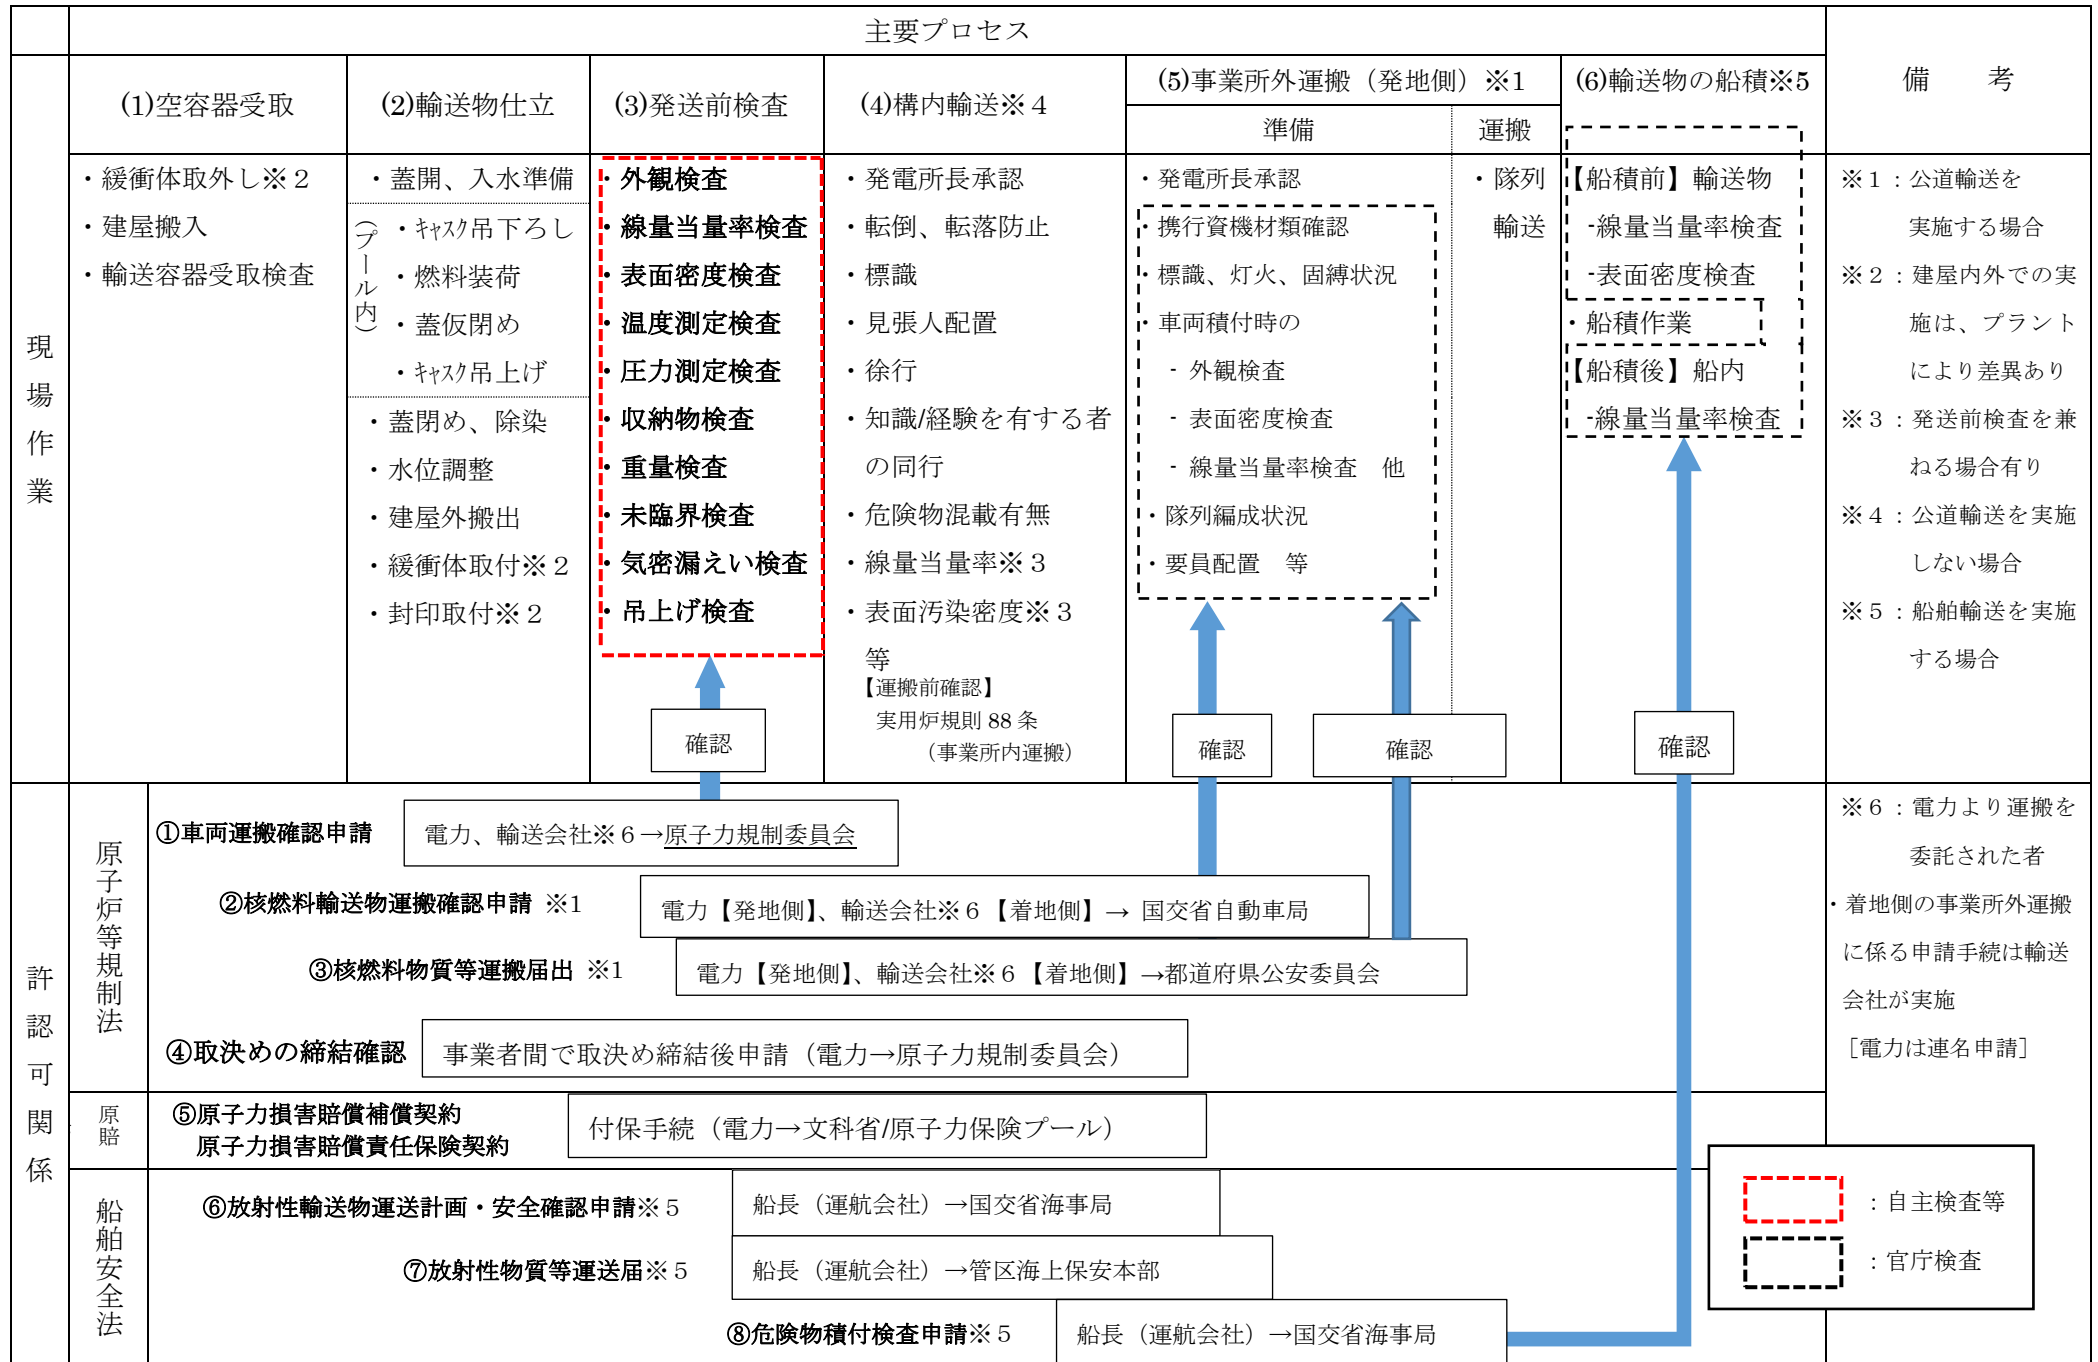 主要プロセス
備　考
(1)空容器受取
(2)輸送物仕立
(3)発送前検査
(4)構内輸送※４
(5)事業所外運搬（発地側）※1
準備
運搬
(6)輸送物の船積※5
現場作業
・緩衝体取外し※２
・建屋搬入
・輸送容器受取検査
・蓋開、入水準備
（プール内）
・ｷｬｽｸ吊下ろし
・燃料装荷
・蓋仮閉め
・ｷｬｽｸ吊上げ
・蓋閉め、除染
・水位調整
・建屋外搬出
・緩衝体取付※２
・封印取付※２
・外観検査
・線量当量率検査
・表面密度検査
・温度測定検査
・圧力測定検査
・収納物検査
・重量検査
・未臨界検査
・気密漏えい検査
・吊上げ検査
確認
・発電所長承認
・転倒、転落防止
・標識
・見張人配置
・徐行
・知識/経験を有する者
の同行
・危険物混載有無
・線量当量率※３
・表面汚染密度※３
等
【運搬前確認】
実用炉規則 88 条
（事業所内運搬）
・発電所長承認
・携行資機材類確認
・標識、灯火、固縛状況
・車両積付時の
- 外観検査
- 表面密度検査
- 線量当量率検査　他
・隊列編成状況
・要員配置　等
確認
確認
・隊列
輸送
【船積前】輸送物
-線量当量率検査
-表面密度検査
・船積作業
【船積後】船内
-線量当量率検査
確認
※１：公道輸送を
実施する場合
※２：建屋内外での実
施は、プラント
により差異あり
※３：発送前検査を兼
ねる場合有り
※４：公道輸送を実施
しない場合
※５：船舶輸送を実施
する場合
許認可関係
原子炉等規制法
①車両運搬確認申請
電力、輸送会社※６→原子力規制委員会
②核燃料輸送物運搬確認申請 ※1
電力【発地側】、輸送会社※６【着地側】→ 国交省自動車局
③核燃料物質等運搬届出 ※1
電力【発地側】、輸送会社※６【着地側】→都道府県公安委員会
④取決めの締結確認
事業者間で取決め締結後申請（電力→原子力規制委員会）
※６：電力より運搬を
委託された者
・着地側の事業所外運搬
に係る申請手続は輸送
会社が実施
［電力は連名申請］
原賠
⑤原子力損害賠償補償契約
原子力損害賠償責任保険契約
付保手続（電力→文科省/原子力保険プール）
船舶安全法
⑥放射性輸送物運送計画・安全確認申請※５
船長（運航会社）→国交省海事局
⑦放射性物質等運送届※５
船長（運航会社）→管区海上保安本部
⑧危険物積付検査申請※５
船長（運航会社）→国交省海事局
：自主検査等
：官庁検査